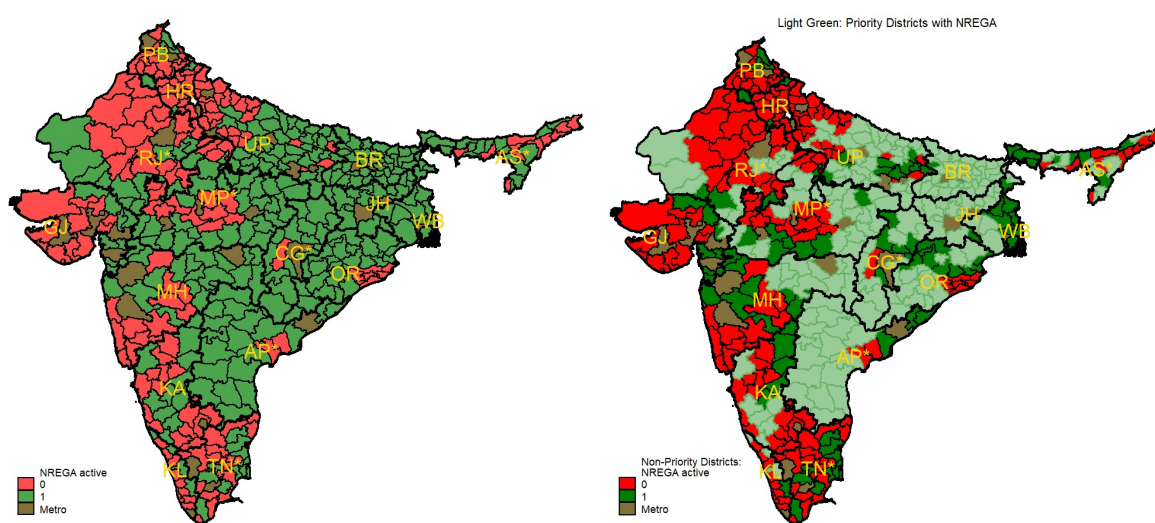 PB
HR
RJ*
UP
BR
AS*
MP*
JH
WB
GJ
CG*
OR
MH
AP*
KA
KL
TN*
NREGA active
0
1
Metro
Light Green: Priority Districts with NREGA
PB
HR
RJ*
UP
BR
AS*
MP*
JH
WB
GJ
CG*
OR
MH
AP*
KA
KL
TN*
Non-Priority Districts:
NREGA active
0
1
Metro